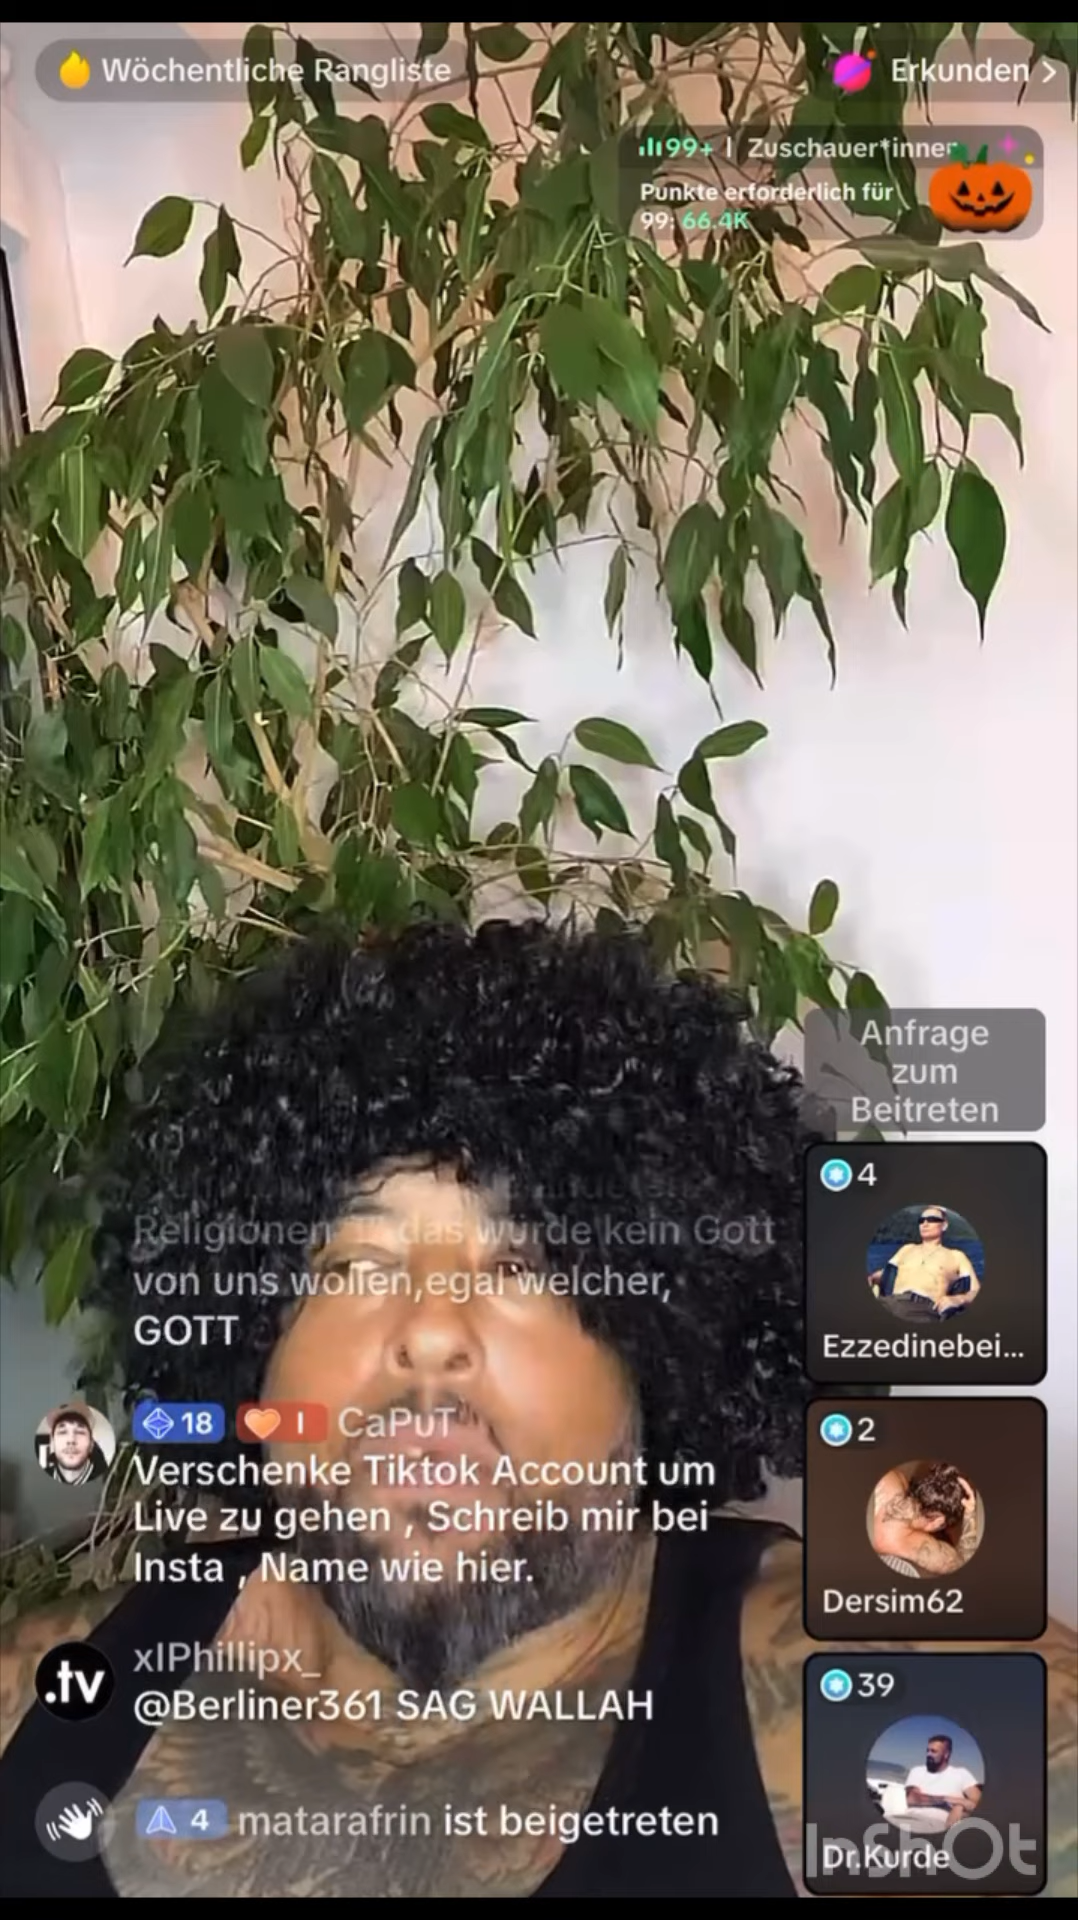 Wöchentliche Rangliste
Erkunden >
99+ | Zuschauer*innen
Punkte erforderlich für
99: 66.4K
Anfrage
zum
Beitreten
4
Ezzedinebei...
Religionen das würde kein Gott
von uns wollen,egal welcher,
GOTT
18 1 CaPuT
Verschenke Tiktok Account um
Live zu gehen , Schreib mir bei
Insta , Name wie hier.
2
Dersim62
.tv
xIPhillipx_
@Berliner361 SAG WALLAH
39
Dr.Kurde
4 matarafrin ist beigetreten
InShOt